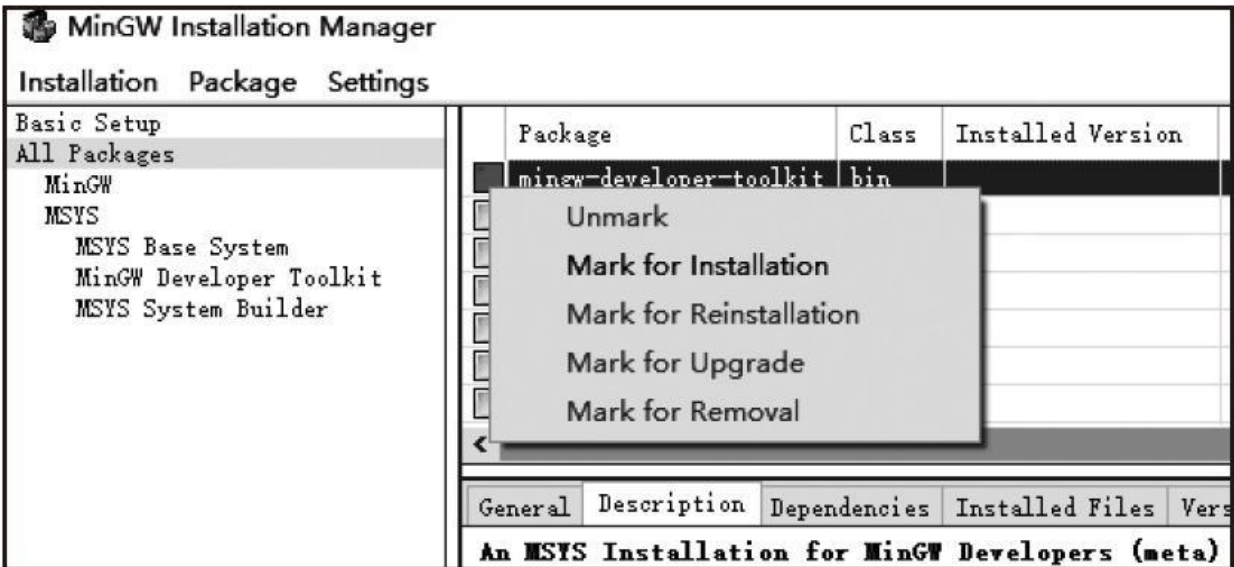 MinGW Installation Manager
Installation Package Settings
Basic Setup
All Packages
MinGW
MSYS
MSYS Base System
MinGW Developer Toolkit
MSYS System Builder
Package Class Installed Version
mingw-developer-toolkit bin
Unmark
Mark for Installation
Mark for Reinstallation
Mark for Upgrade
Mark for Removal
General Description Dependencies Installed Files Vers
An MSYS Installation for MinGW Developers (meta)